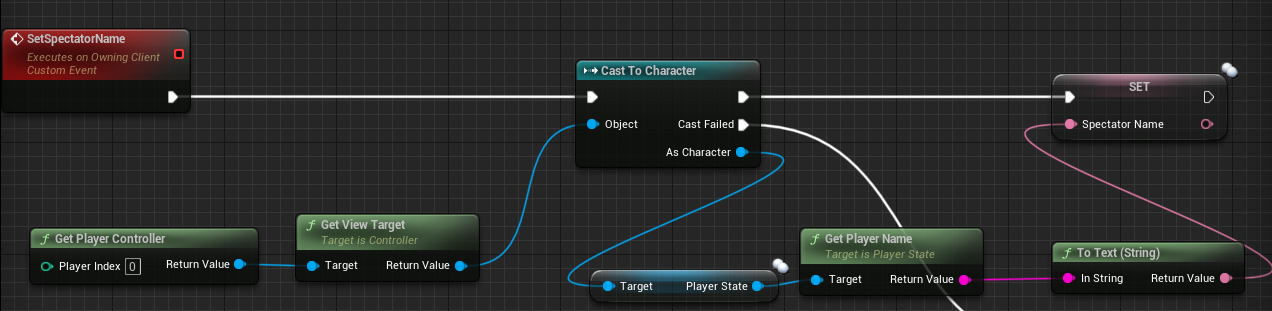 SetSpectatorName
Executes on Owning Client
Custom Event
Cast To Character
Object
Cast Failed
As Character
SET
Spectator Name
Get Player Controller
Player Index 0
Return Value
Get View Target
Target is Controller
Target
Return Value
Target
Player State
Get Player Name
Target is Player State
Target
Return Value
To Text (String)
In String
Return Value